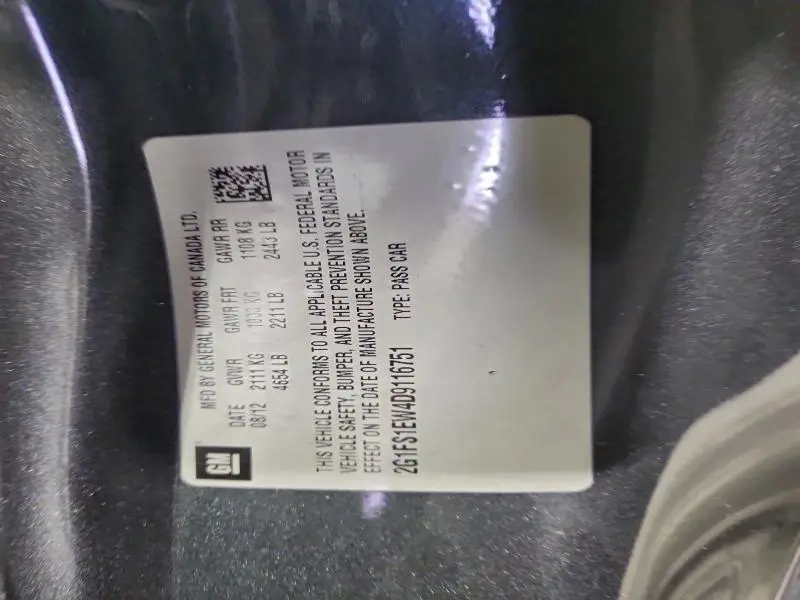 GM
MFD BY GENERAL MOTORS OF CANADA LTD.
DATE GVWR GAWR FRT GAWR RR
08/12 2111 KG 1003 KG 1108 KG
4654 LB 2211 LB 2443 LB
THIS VEHICLE CONFORMS TO ALL APPLICABLE U.S. FEDERAL MOTOR
VEHICLE SAFETY, BUMPER, AND THEFT PREVENTION STANDARDS IN
EFFECT ON THE DATE OF MANUFACTURE SHOWN ABOVE.
2G1FS1EW4D9116751 TYPE: PASS CAR